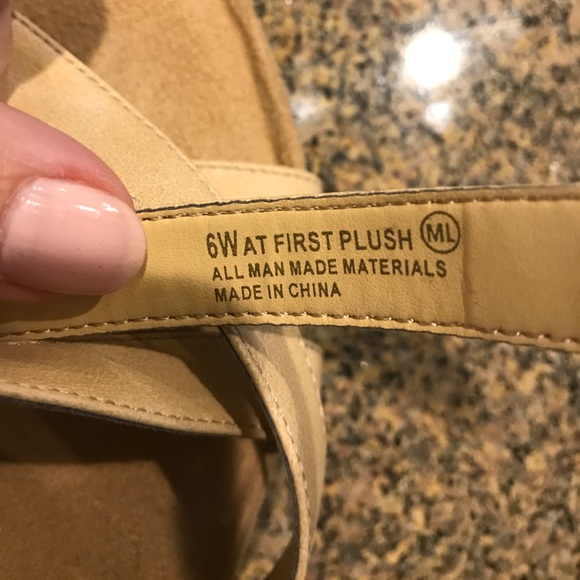 6W AT FIRST PLUSH ML
ALL MAN MADE MATERIALS
MADE IN CHINA